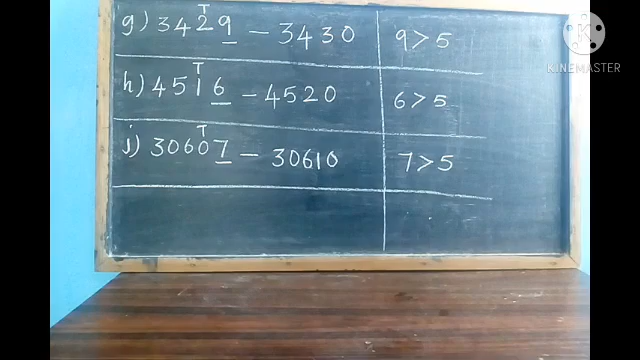 g) 3429 - 3430 9 > 5
T
h) 4516 - 4520 6 > 5
T
j) 30607 - 30610 7 > 5
T
KINEMASTER